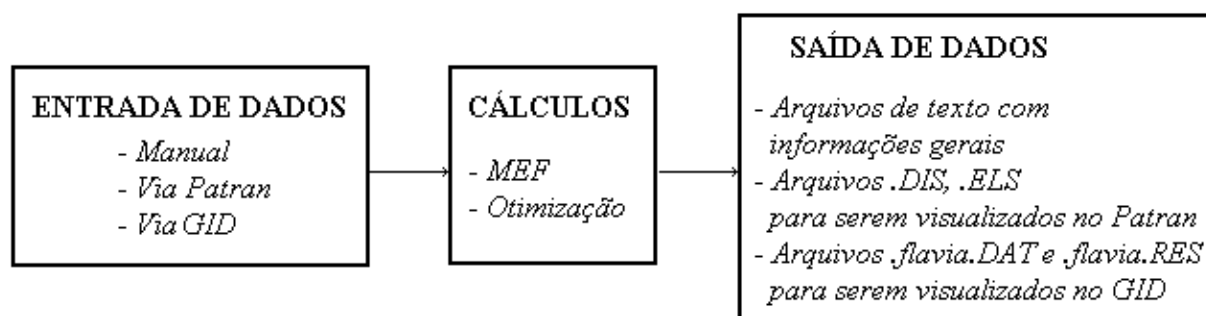 ENTRADA DE DADOS
- Manual
- Via Patran
- Via GID
CÁLCULOS
- MEF
- Otimização
SAÍDA DE DADOS
- Arquivos de texto com
informações gerais
- Arquivos .DIS, .ELS
para serem visualizados no Patran
- Arquivos .flavia.DAT e .flavia.RES
para serem visualizados no GID